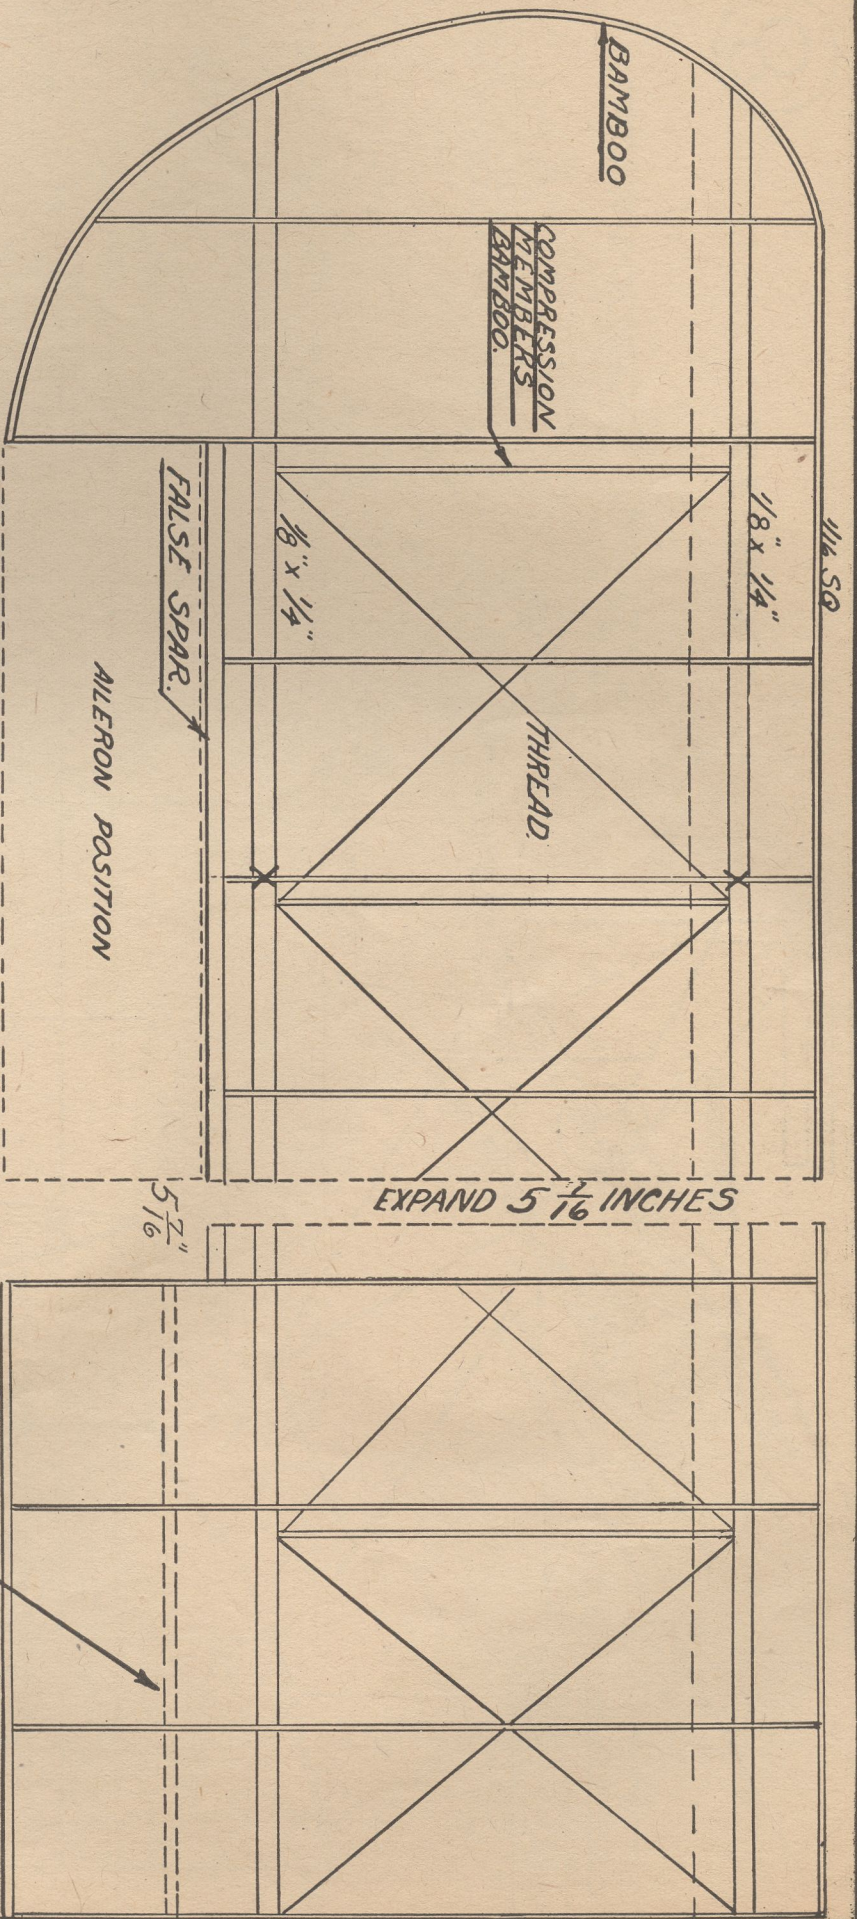 BAMBOO
COMPRESSION
MEMBERS
BAMBOO.
1/16 SQ
1/8" x 1/4"
1/8" x 1/4"
FALSE SPAR.
THREAD.
AILERON POSITION
EXPAND 5 7/16 INCHES
5 7/16"